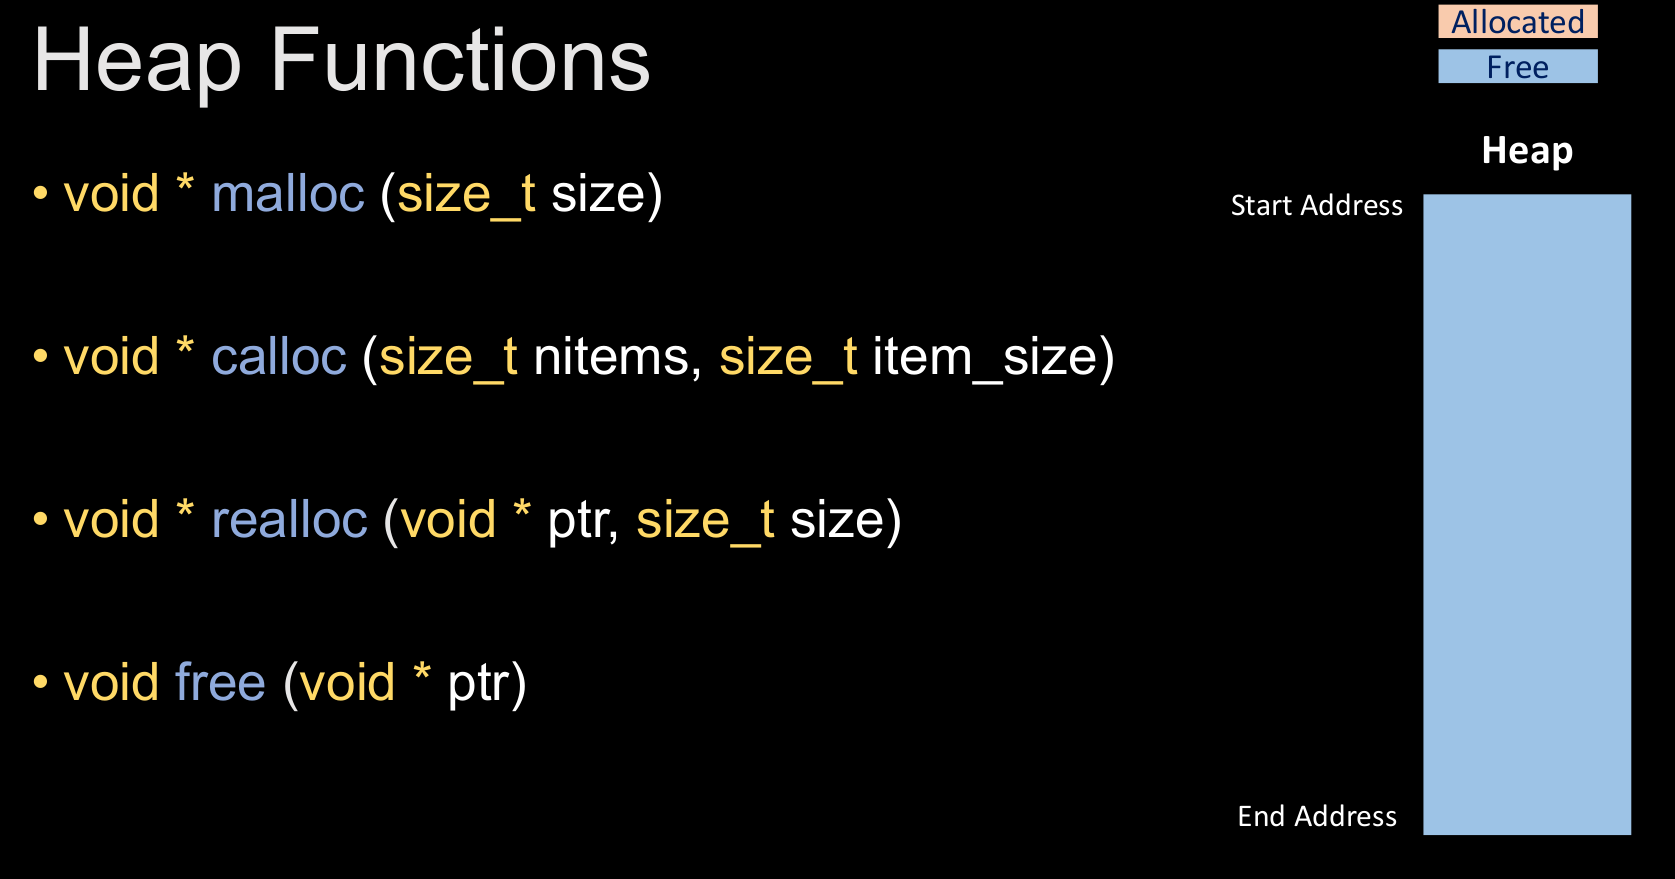 Heap Functions
• void * malloc (size_t size)
• void * calloc (size_t nitems, size_t item_size)
• void * realloc (void * ptr, size_t size)
• void free (void * ptr)
Allocated
Free
Heap
Start Address
End Address